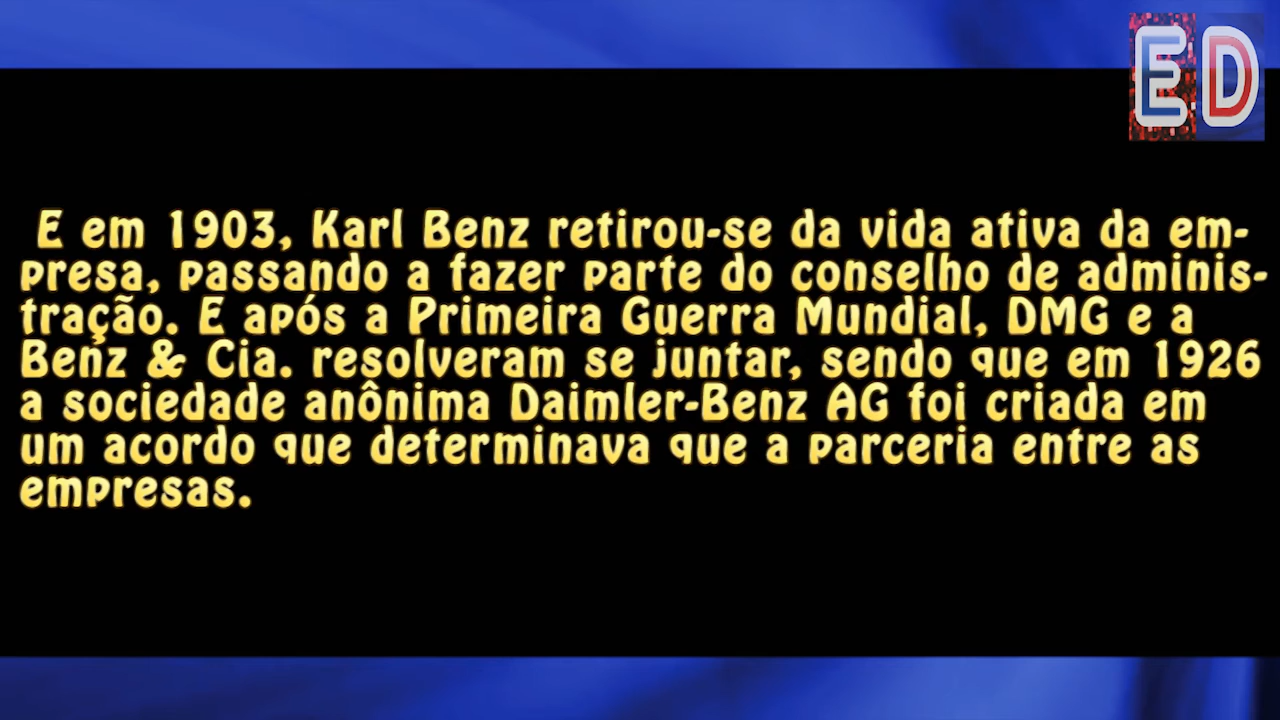 ED
E em 1903, Karl Benz retirou-se da vida ativa da em-
presa, passando a fazer parte do conselho de adminis-
tração. E após a Primeira Guerra Mundial, DMG e a
Benz & Cia. resolveram se juntar, sendo que em 1926
a sociedade anônima Daimler-Benz AG foi criada em
um acordo que determinava que a parceria entre as
empresas.